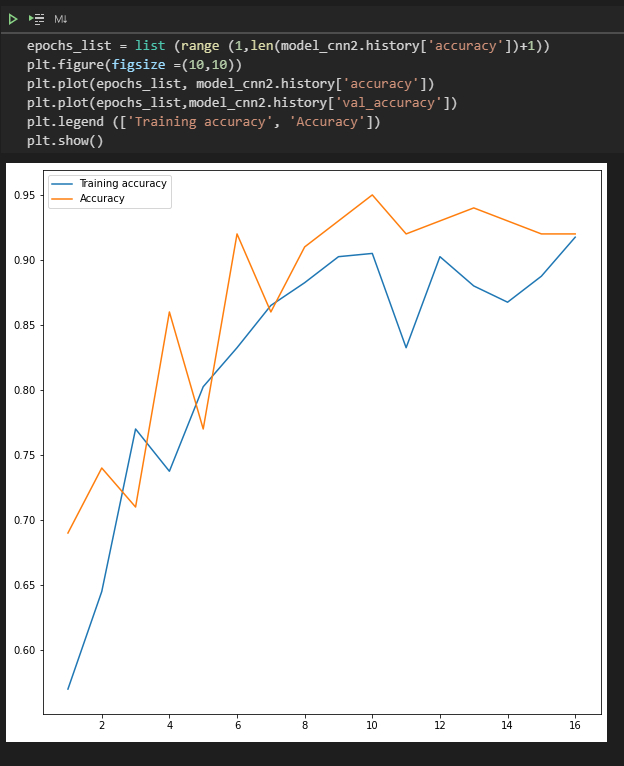 M↓
epochs_list = list (range (1,len(model_cnn2.history['accuracy'])+1))
plt.figure(figsize =(10,10))
plt.plot(epochs_list, model_cnn2.history['accuracy'])
plt.plot(epochs_list,model_cnn2.history['val_accuracy'])
plt.legend (['Training accuracy', 'Accuracy'])
plt.show()
Training accuracy
Accuracy
0.95
0.90
0.85
0.80
0.75
0.70
0.65
0.60
2 4 6 8 10 12 14 16